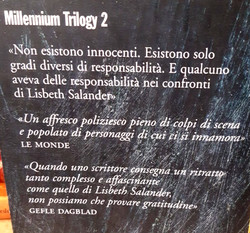 Millennium Trilogy 2
«Non esistono innocenti. Esistono solo
gradi diversi di responsabilità. E qualcuno
aveva delle responsabilità nei confronti
di Lisbeth Salander»
«Un affresco poliziesco pieno di colpi di scena
e popolato di personaggi di cui ci si innamora»
LE MONDE
«Quando uno scrittore consegna un ritratto
tanto complesso e affascinante
come quello di Lisbeth Salander,
non possiamo che provare gratitudine»
GEFLE DAGBLAD